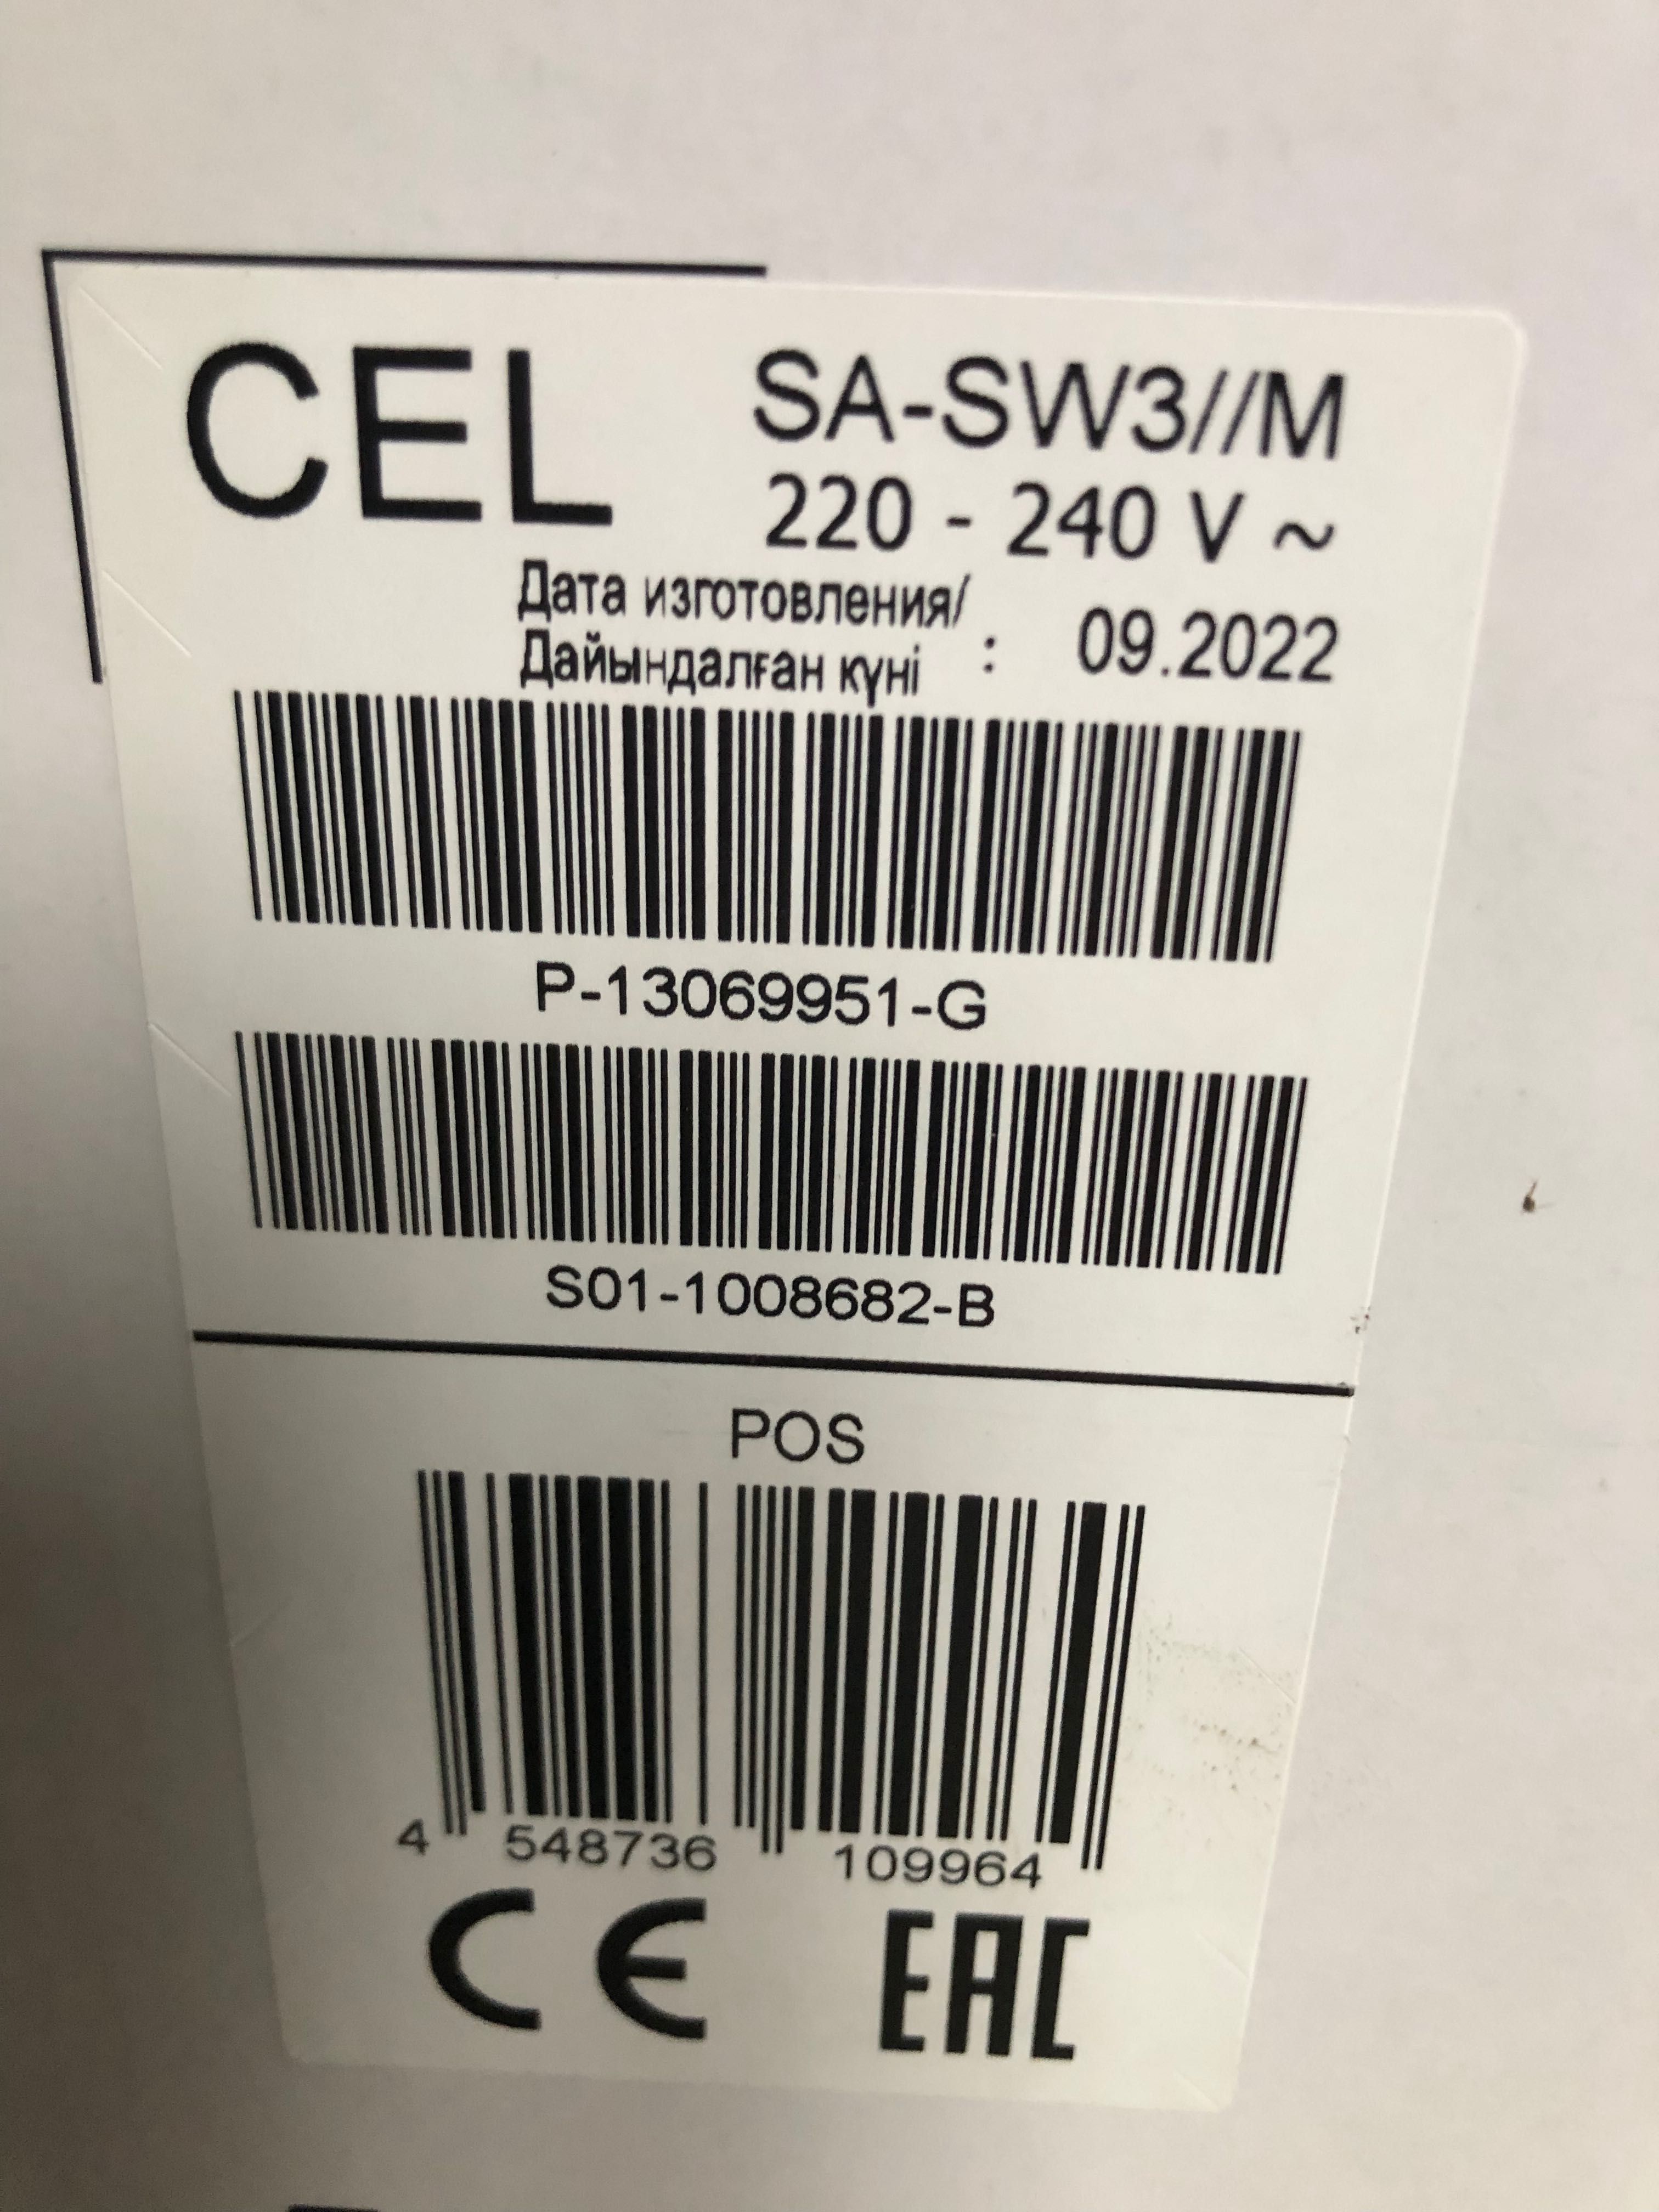 CEL
SA-SW3//M
220 - 240 V ~
Дата изготовления/
Дайындалған күні : 09.2022
P-13069951-G
S01-1008682-B
POS
4 548736 109964
CE EAC